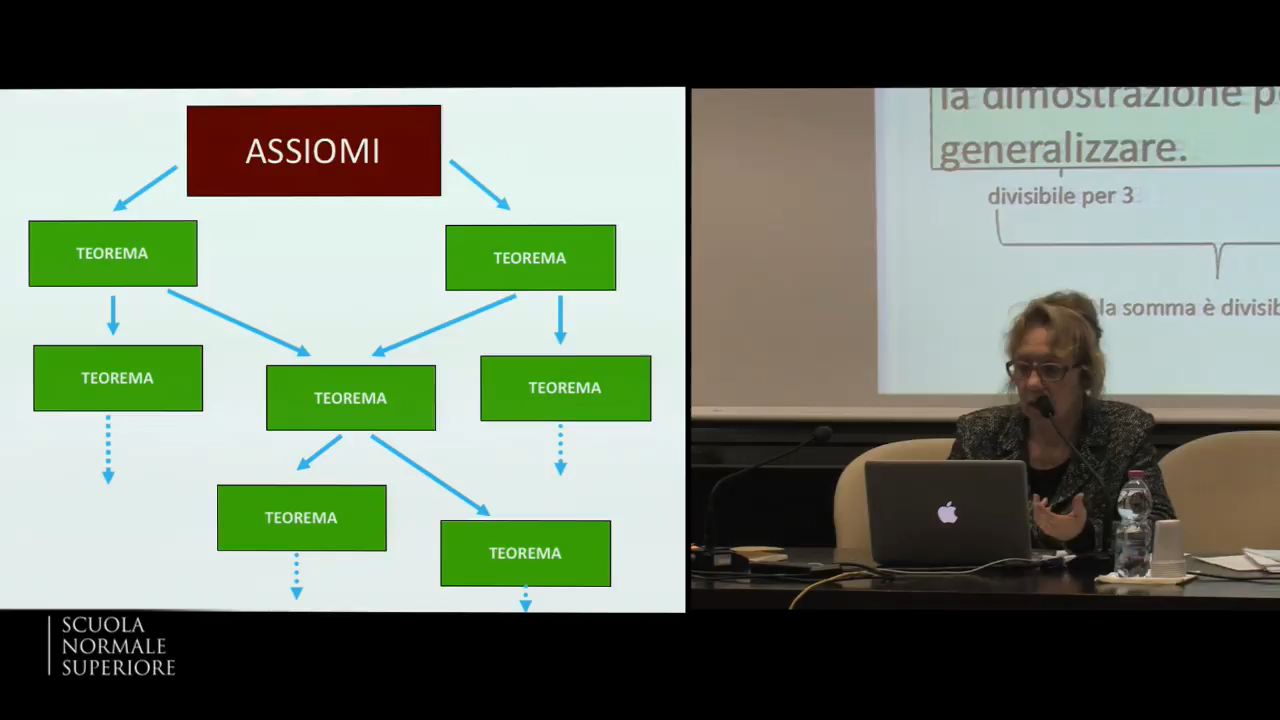 ASSIOMI
TEOREMA
TEOREMA
TEOREMA
TEOREMA
TEOREMA
TEOREMA
TEOREMA
la dimostrazione
generalizzare.
divisibile per 3
la somma è
SCUOLA
NORMALE
SUPERIORE